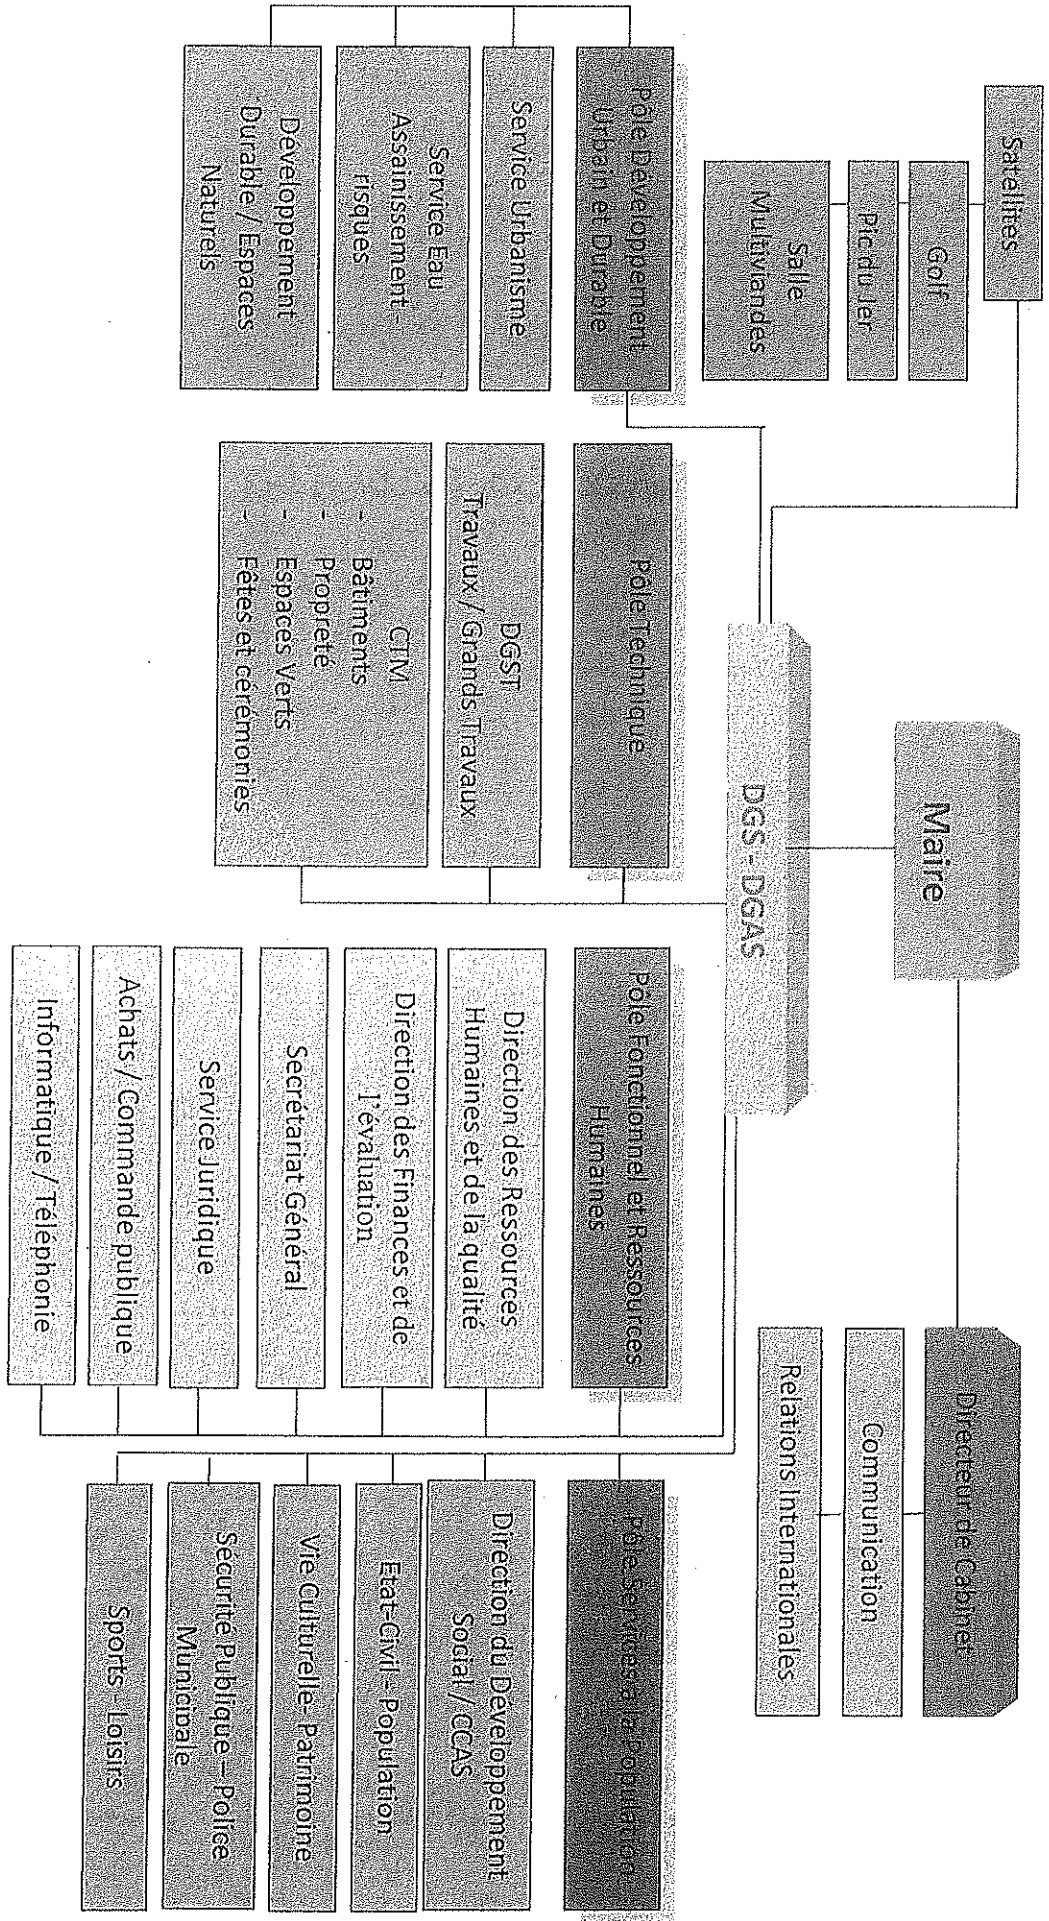 Maire
Directeur de Cabinet
Communication
Relations Internationales
DGS - DGAS
Satellites
Golf
Pic du Jer
Salle
Multiviandes
Pôle Développement
Urbain et Durable
Service Urbanisme
Service Eau
Assainissement -
risques
Développement
Durable / Espaces
Naturels
Pôle Technique
DGST
Travaux / Grands Travaux
CTM
- Bâtiments
- Propreté
- Espaces Verts
- Fêtes et cérémonies
Pôle Fonctionnel et Ressources
Humaines
Direction des Ressources
Humaines et de la qualité
Direction des Finances et de
l'évaluation
Secrétariat Général
Service Juridique
Achats / Commande publique
Informatique / Téléphonie
Pôle Services à la Population
Direction du Développement
Social / CCAS
Etat-Civil - Population
Vie Culturelle - Patrimoine
Sécurité Publique – Police
Municipale
Sports - Loisirs